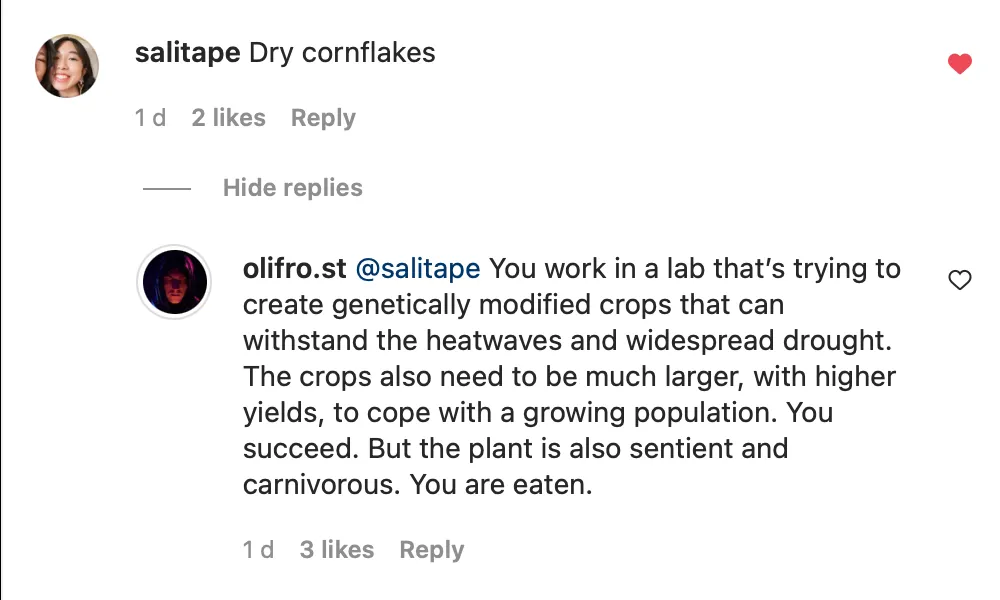 salitape Dry cornflakes
1 d 2 likes Reply
Hide replies
olifro.st @salitape You work in a lab that’s trying to
create genetically modified crops that can
withstand the heatwaves and widespread drought.
The crops also need to be much larger, with higher
yields, to cope with a growing population. You
succeed. But the plant is also sentient and
carnivorous. You are eaten.
1 d 3 likes Reply